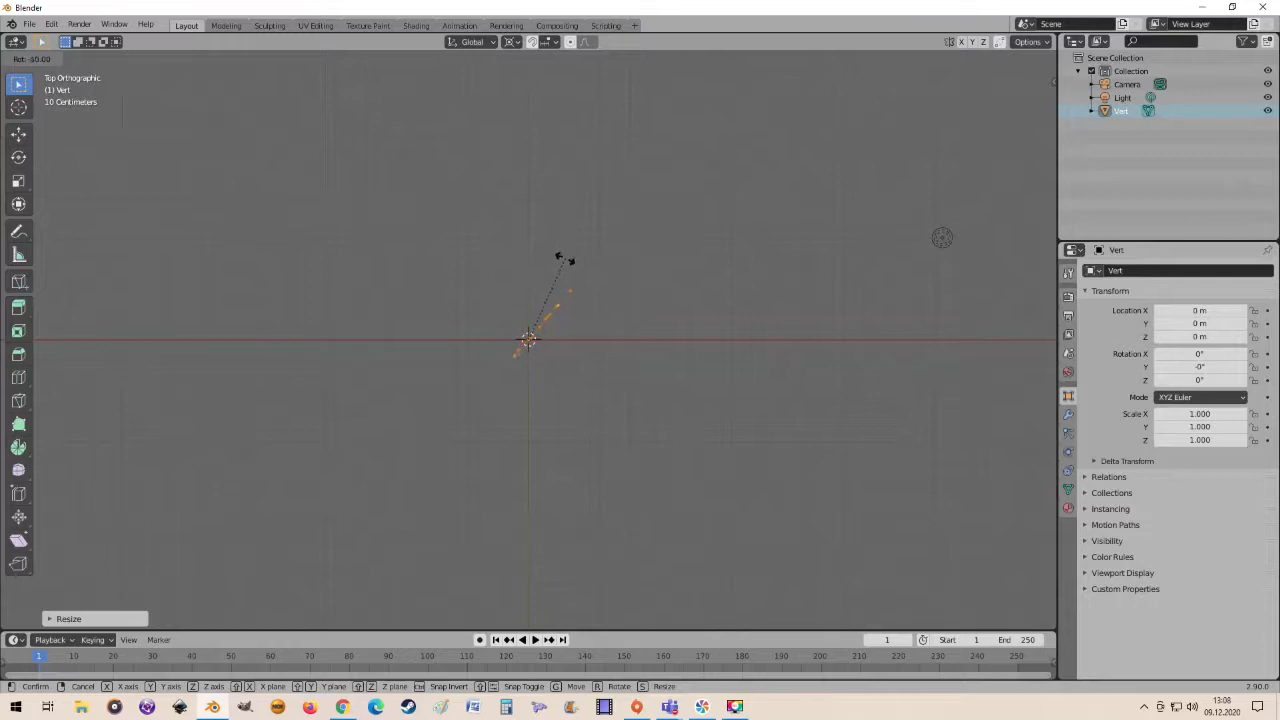 Blender
File Edit Render Window Help
Layout Modeling Sculpting UV Editing Texture Paint Shading Animation Rendering Compositing Scripting +
Scene View Layer
Global X Y Z Options
Rot: -50.00
Top Orthographic
(1) Vert
10 Centimeters
Scene Collection
Collection
Camera
Light
Vert
Vert
Vert
Transform
Location X 0 m
Y 0 m
Z 0 m
Rotation X 0°
Y -0°
Z 0°
Mode XYZ Euler
Scale X 1.000
Y 1.000
Z 1.000
Delta Transform
Relations
Collections
Instancing
Motion Paths
Visibility
Color Rules
Viewport Display
Custom Properties
Resize
Playback Keying View Marker 1 Start 1 End 250
1 10 20 30 40 50 60 70 80 90 100 110 120 130 140 150 160 170 180 190 200 210 220 230 240 250
Confirm Cancel X X axis Y Y axis Z Z axis X X plane Y Y plane Z Z plane Snap Invert Snap Toggle G Move R Rotate S Resize 2.90.0
13:08
09.12.2020